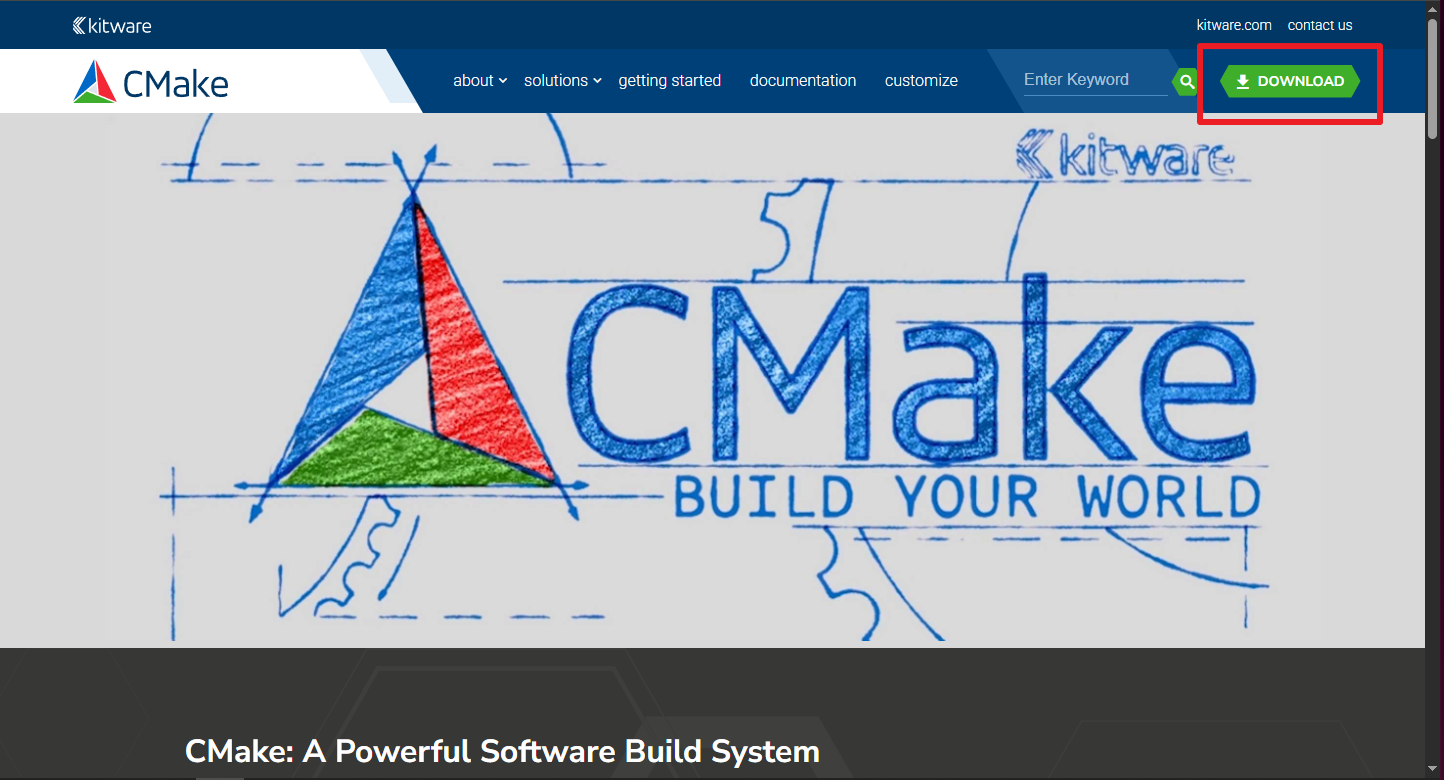 kitware
kitware.com contact us
CMake
about solutions getting started documentation customize
Enter Keyword
DOWNLOAD
kitware
CMake
BUILD YOUR WORLD
CMake: A Powerful Software Build System